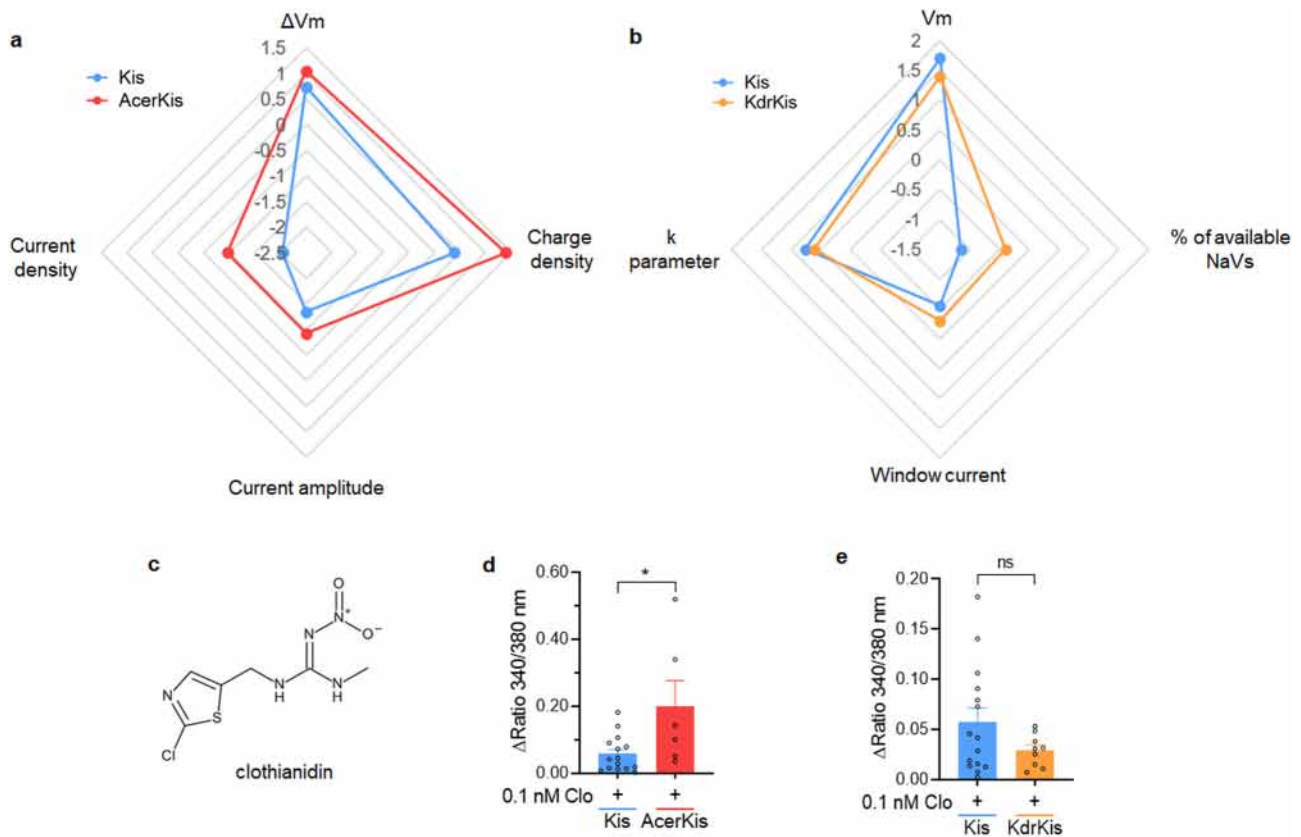 a
ΔVm
1.5
1
0.5
0
-0.5
-1
-1.5
-2
-2.5
Kis
AcerKis
Current
density
Charge
density
Current amplitude
b
Vm
2
1.5
1
0.5
0
-0.5
-1
-1.5
Kis
KdrKis
k
parameter
% of available
NaVs
Window current
c
O
N+
O−
N
N
H
N
H
N
S
Cl
clothianidin
d
*
ΔRatio 340/380 nm
0.60
0.40
0.20
0.00
0.1 nM Clo + +
Kis AcerKis
e
ns
ΔRatio 340/380 nm
0.20
0.15
0.10
0.05
0.00
0.1 nM Clo + +
Kis KdrKis